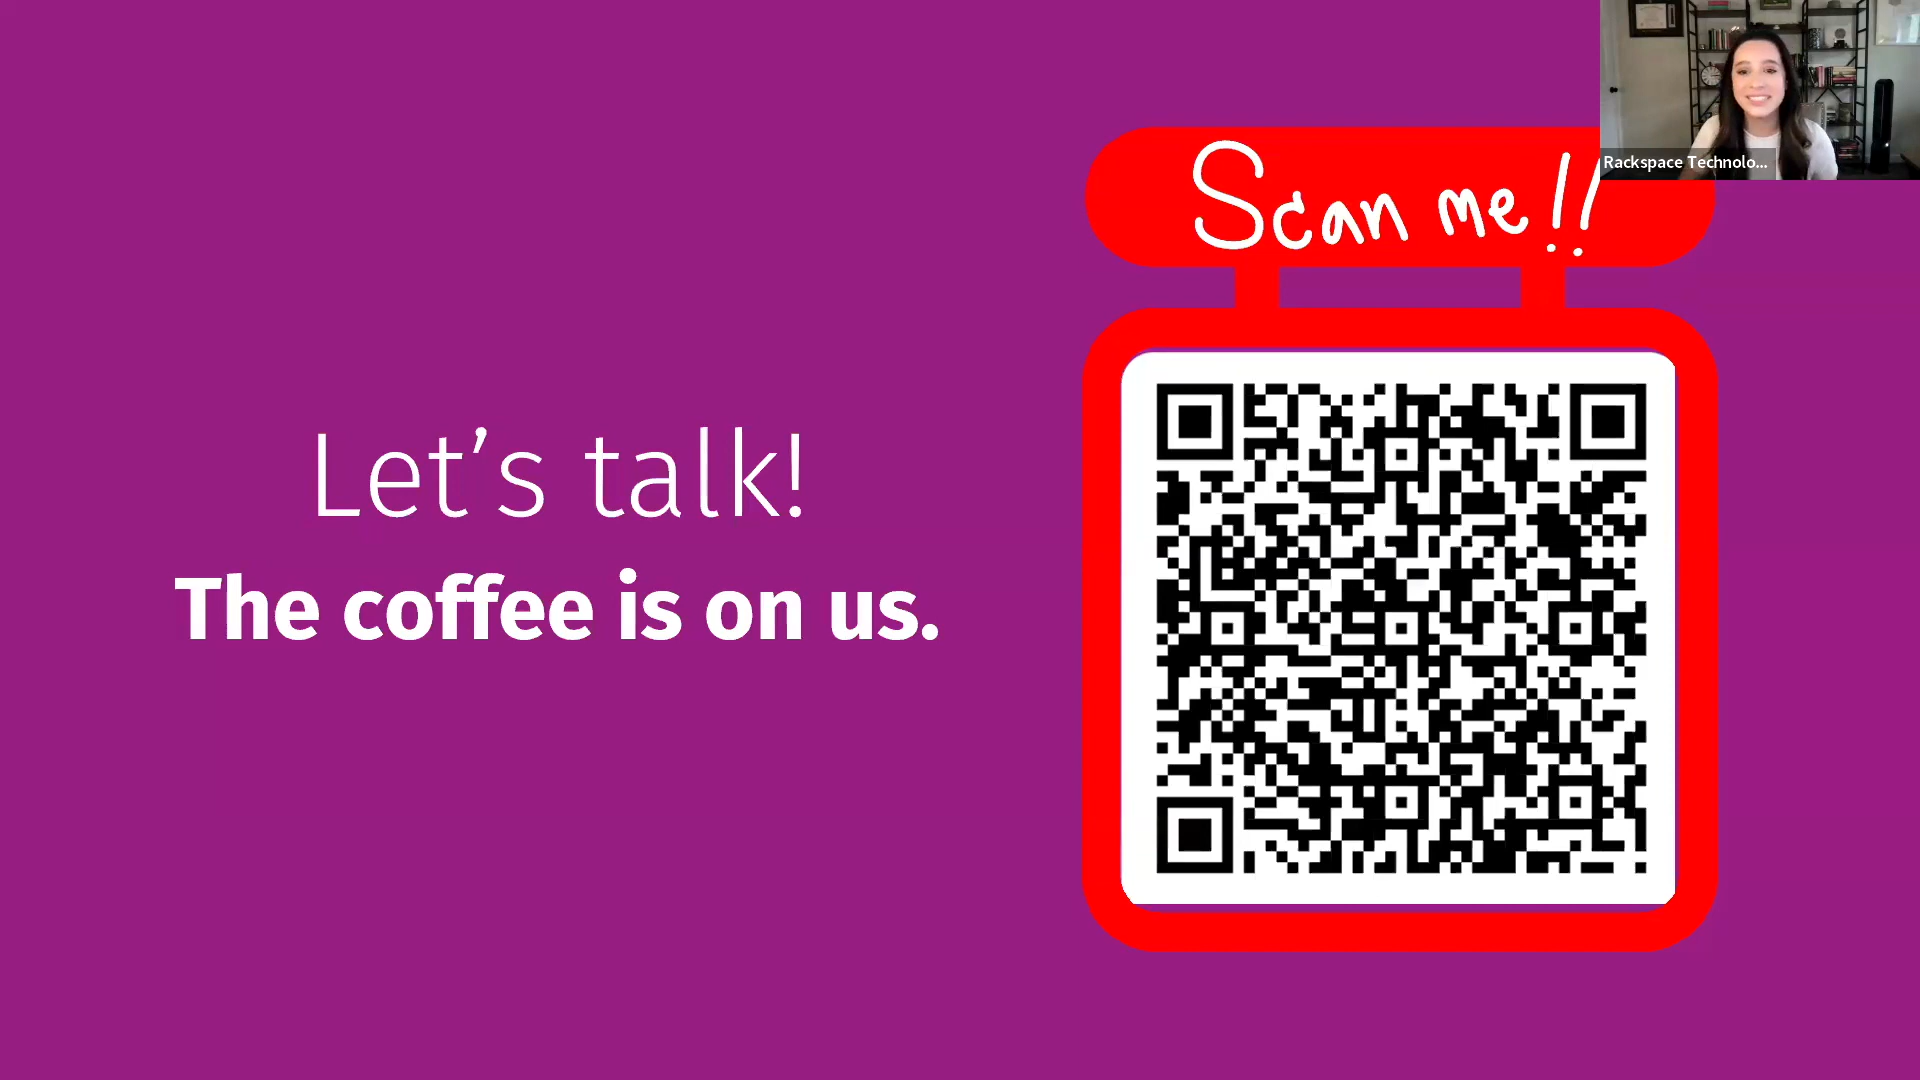 Rackspace Technolo...
Scan me!!
Let's talk!
The coffee is on us.